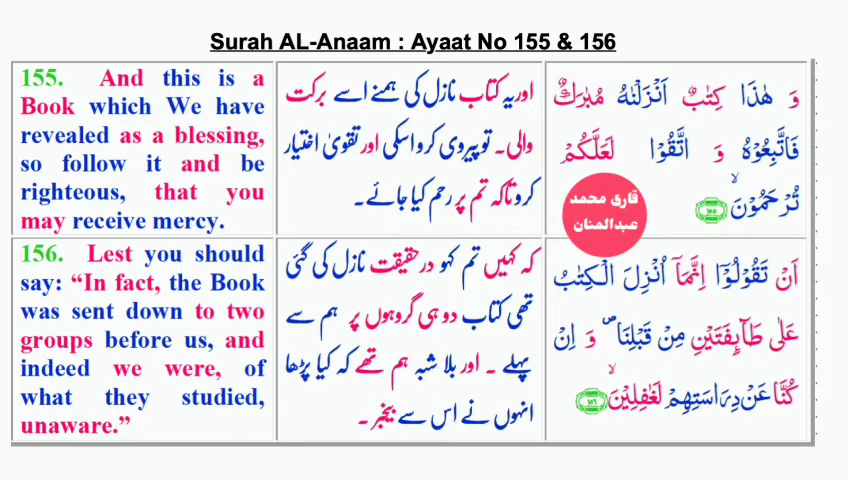 Surah AL-Anaam : Ayaat No 155 & 156
155. And this is a
Book which We have
revealed as a blessing,
so follow it and be
righteous, that you
may receive mercy.
اور یہ کتاب نازل کی ہمنے اسے برکت
والی۔ تو پیروی کرو اسکی اور تقویٰ اختیار
کرو تاکہ تم پر رحم کیا جائے۔
وَ هٰذَا كِتٰبٌ اَنْزَلْنٰهُ مُبٰرَكٌ
فَاتَّبِعُوْهُ وَ اتَّقُوْا لَعَلَّكُمْ
تُرْحَمُوْنَۙ ۱۵۵
قاری محمد
عبدالمنان
156. Lest you should
say: “In fact, the Book
was sent down to two
groups before us, and
indeed we were, of
what they studied,
unaware.”
کہ کہیں تم کہو درحقیقت نازل کی گئی
تھی کتاب دو ہی گروہوں پر ہم سے
پہلے ۔ اور بلا شبہ ہم تھے کہ کیا پڑھا
انہوں نے اس سے بیخبر ۔
اَنْ تَقُوْلُوْۤا اِنَّمَاۤ اُنْزِلَ الْكِتٰبُ
عَلٰى طَآىِٕفَتَيْنِ مِنْ قَبْلِنَا۪ وَ اِنْ
كُنَّا عَنْ دِرَاسَتِهِمْ لَغٰفِلِيْنَۙ ۱۵۶